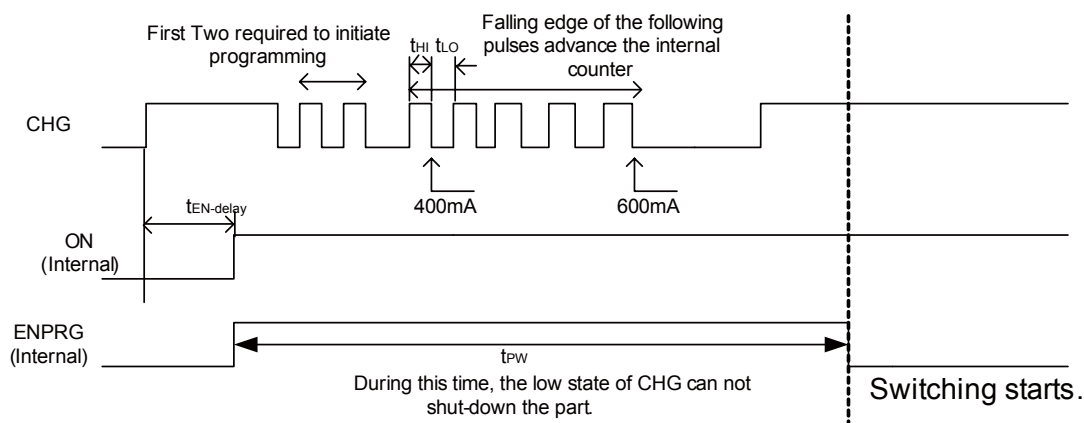 First Two required to initiate
programming
tHI tLO
Falling edge of the following
pulses advance the internal
counter
CHG
400mA
600mA
tEN-delay
ON
(Internal)
ENPRG
(Internal)
tPW
During this time, the low state of CHG can not
shut-down the part.
Switching starts.